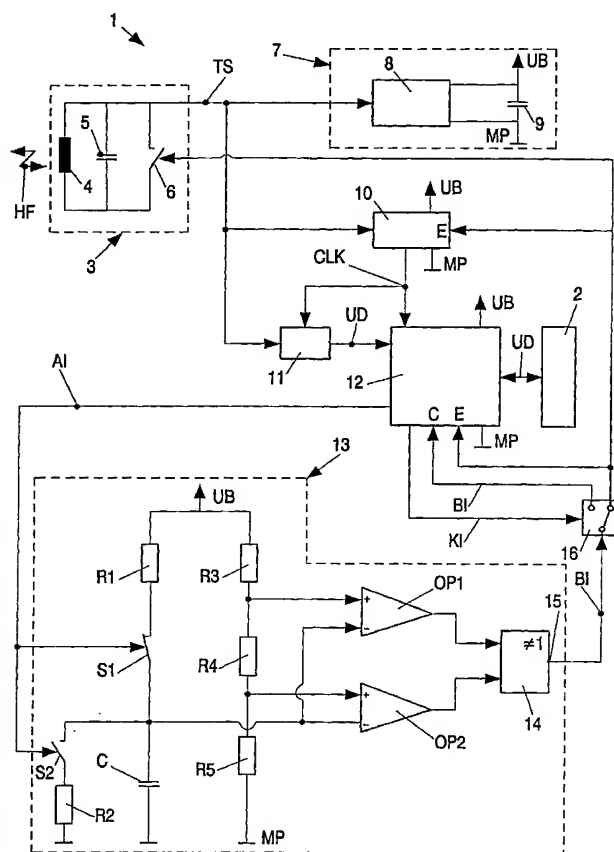 1
7
TS
8
UB
5
MP
9
4
6
HF
10
UB
E
3
CLK
MP
UD
UB
2
AI
11
12
UD
C E
MP
13
BI
UB
KI
16
R1
R3
OP1
BI
+
-
15
≠1
S1
R4
+
-
14
OP2
S2
C
R5
R2
MP